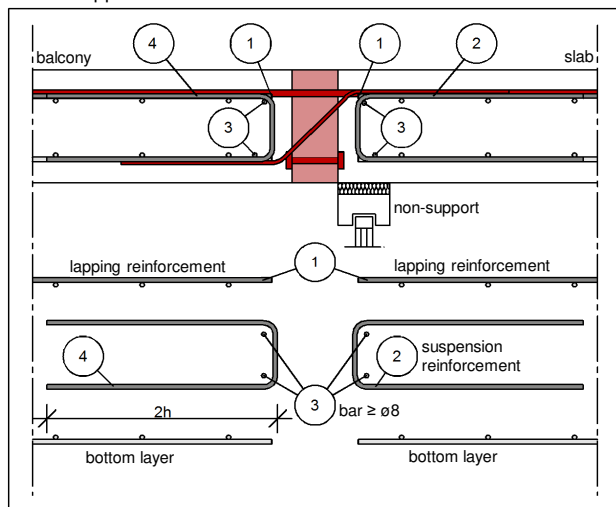 balcony 4 1 1 2 slab
3 3
non-support
lapping reinforcement 1 lapping reinforcement
4 2 suspension
reinforcement
2h 3 bar ≥ ø8
bottom layer bottom layer